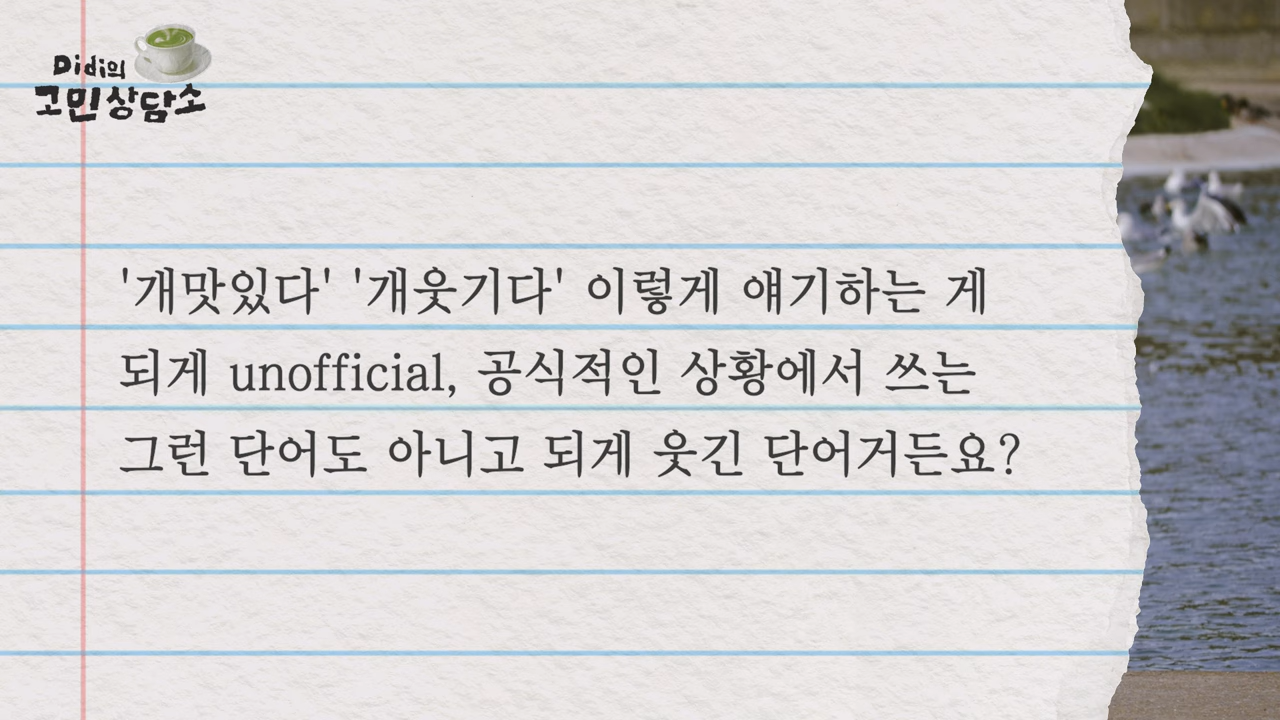 Didi의
고민상담소
'개맛있다' '개웃기다' 이렇게 얘기하는 게
되게 unofficial, 공식적인 상황에서 쓰는
그런 단어도 아니고 되게 웃긴 단어거든요?